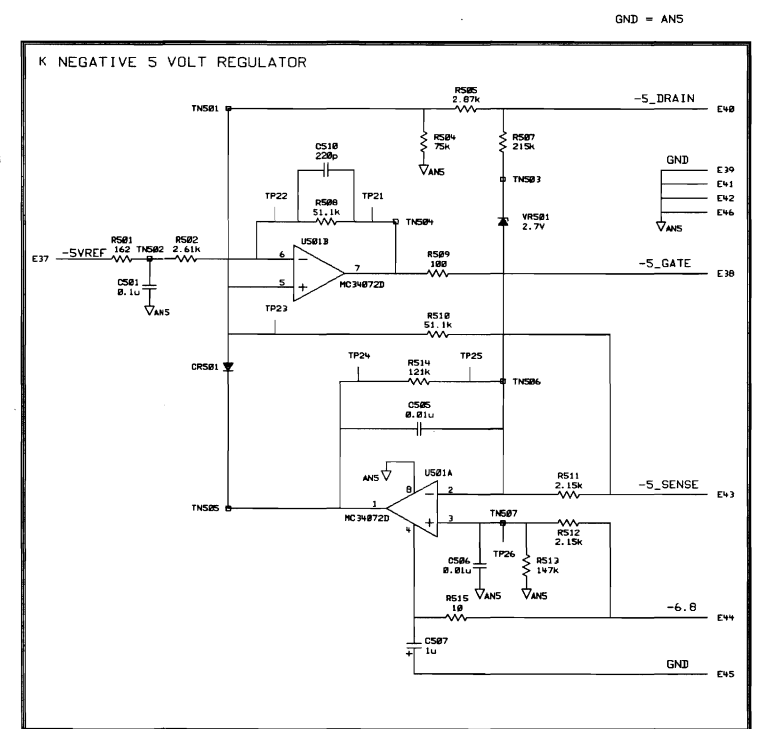 GND = AN5
K NEGATIVE 5 VOLT REGULATOR
R505
2.87k
-5_DRAIN
TN501
E40
C510
220p
R504
75k
R507
215k
GND
E39
AN5
TN503
E41
E42
TP22
R508
51.1k
TP21
E46
TN504
VR501
2.7V
AN5
U501B
R501
162
TN502
R502
2.61k
E37
-5VREF
6
7
R509
100
-5_GATE
E38
5
MC34072D
C501
0.1u
AN5
R510
51.1k
TP23
TP24
R514
121k
TP25
CR501
TN506
C505
0.01u
AN5
8
U501A
R511
2.15k
-5_SENSE
2
E43
TN505
1
MC34072D
3
TN507
4
R512
2.15k
C506
0.01u
TP26
R513
147k
AN5
AN5
R515
10
-6.8
E44
C507
1u
GND
E45